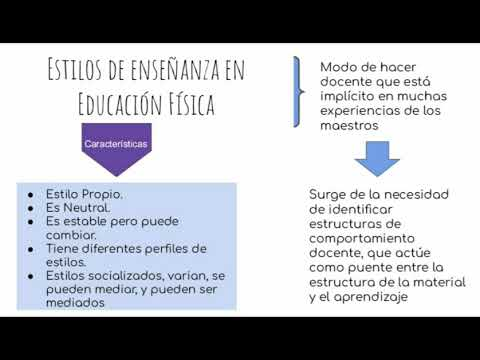 ESTILOS DE ENSEÑANZA EN
EDUCACIÓN FÍSICA
Características
● Estilo Propio.
● Es Neutral.
● Es estable pero puede
cambiar.
● Tiene diferentes perfiles de
estilos.
● Estilos socializados, varian, se
pueden mediar, y pueden ser
mediados
Modo de hacer
docente que está
implícito en muchas
experiencias de los
maestros
Surge de la necesidad
de identificar
estructuras de
comportamiento
docente, que actúe
como puente entre la
estructura de la material
y el aprendizaje